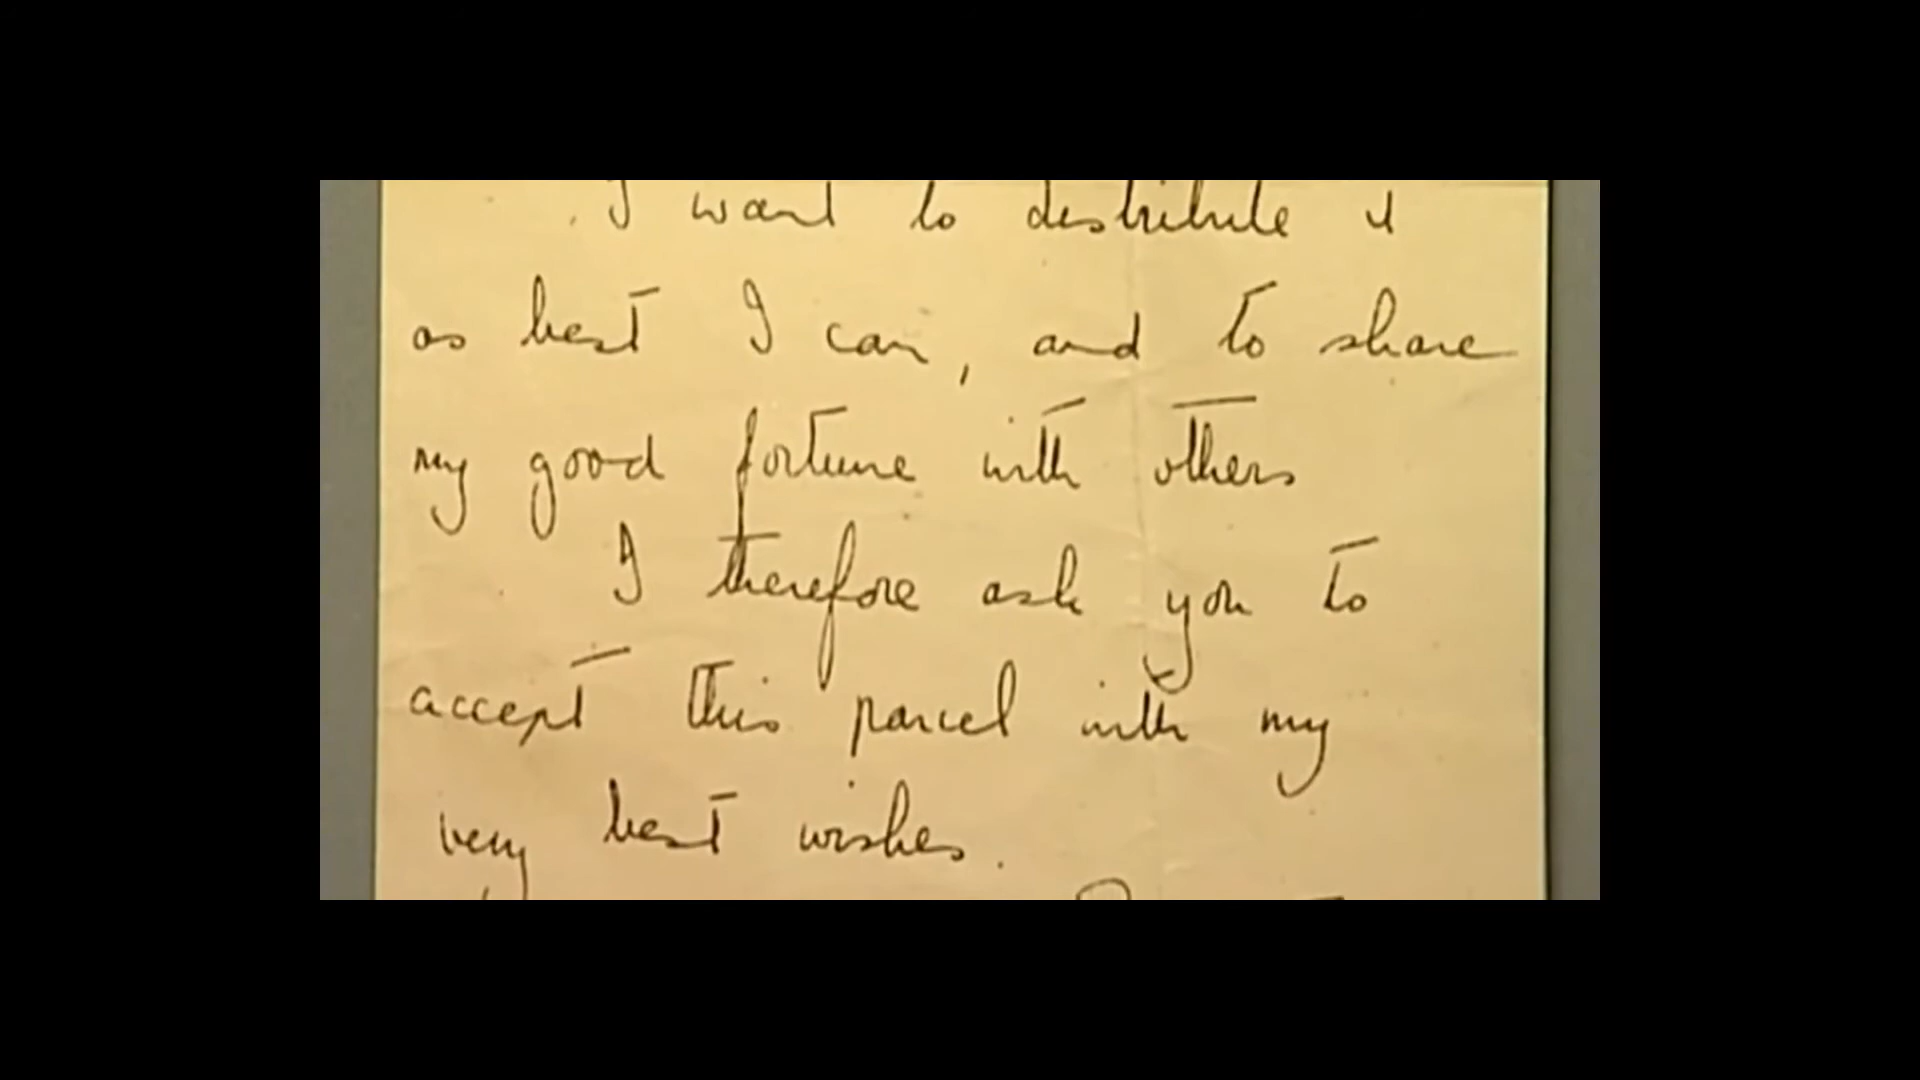 I want to distribute it
as best I can, and to share
my good fortune with others
I therefore ask you to
accept this parcel with my
very best wishes.